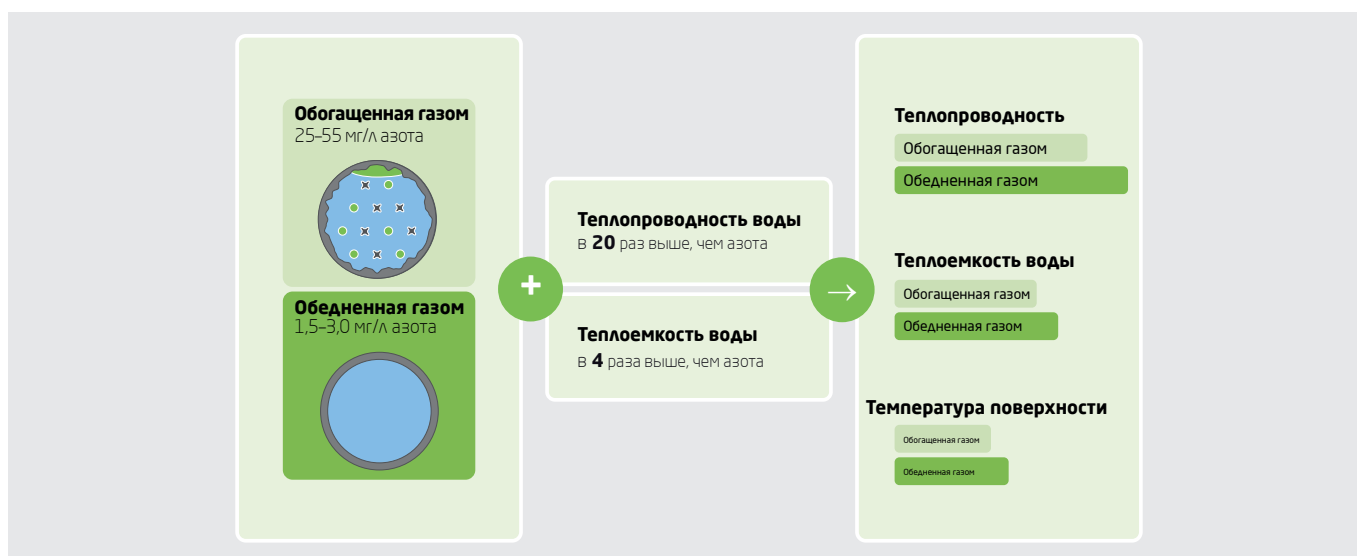 Обогащенная газом
25–55 мг/л азота
Обедненная газом
1,5–3,0 мг/л азота
+
Теплопроводность воды
в 20 раз выше, чем азота
Теплоемкость воды
в 4 раза выше, чем азота
→
Теплопроводность
Обогащенная газом
Обедненная газом
Теплоемкость воды
Обогащенная газом
Обедненная газом
Температура поверхности
Обогащенная газом
Обедненная газом